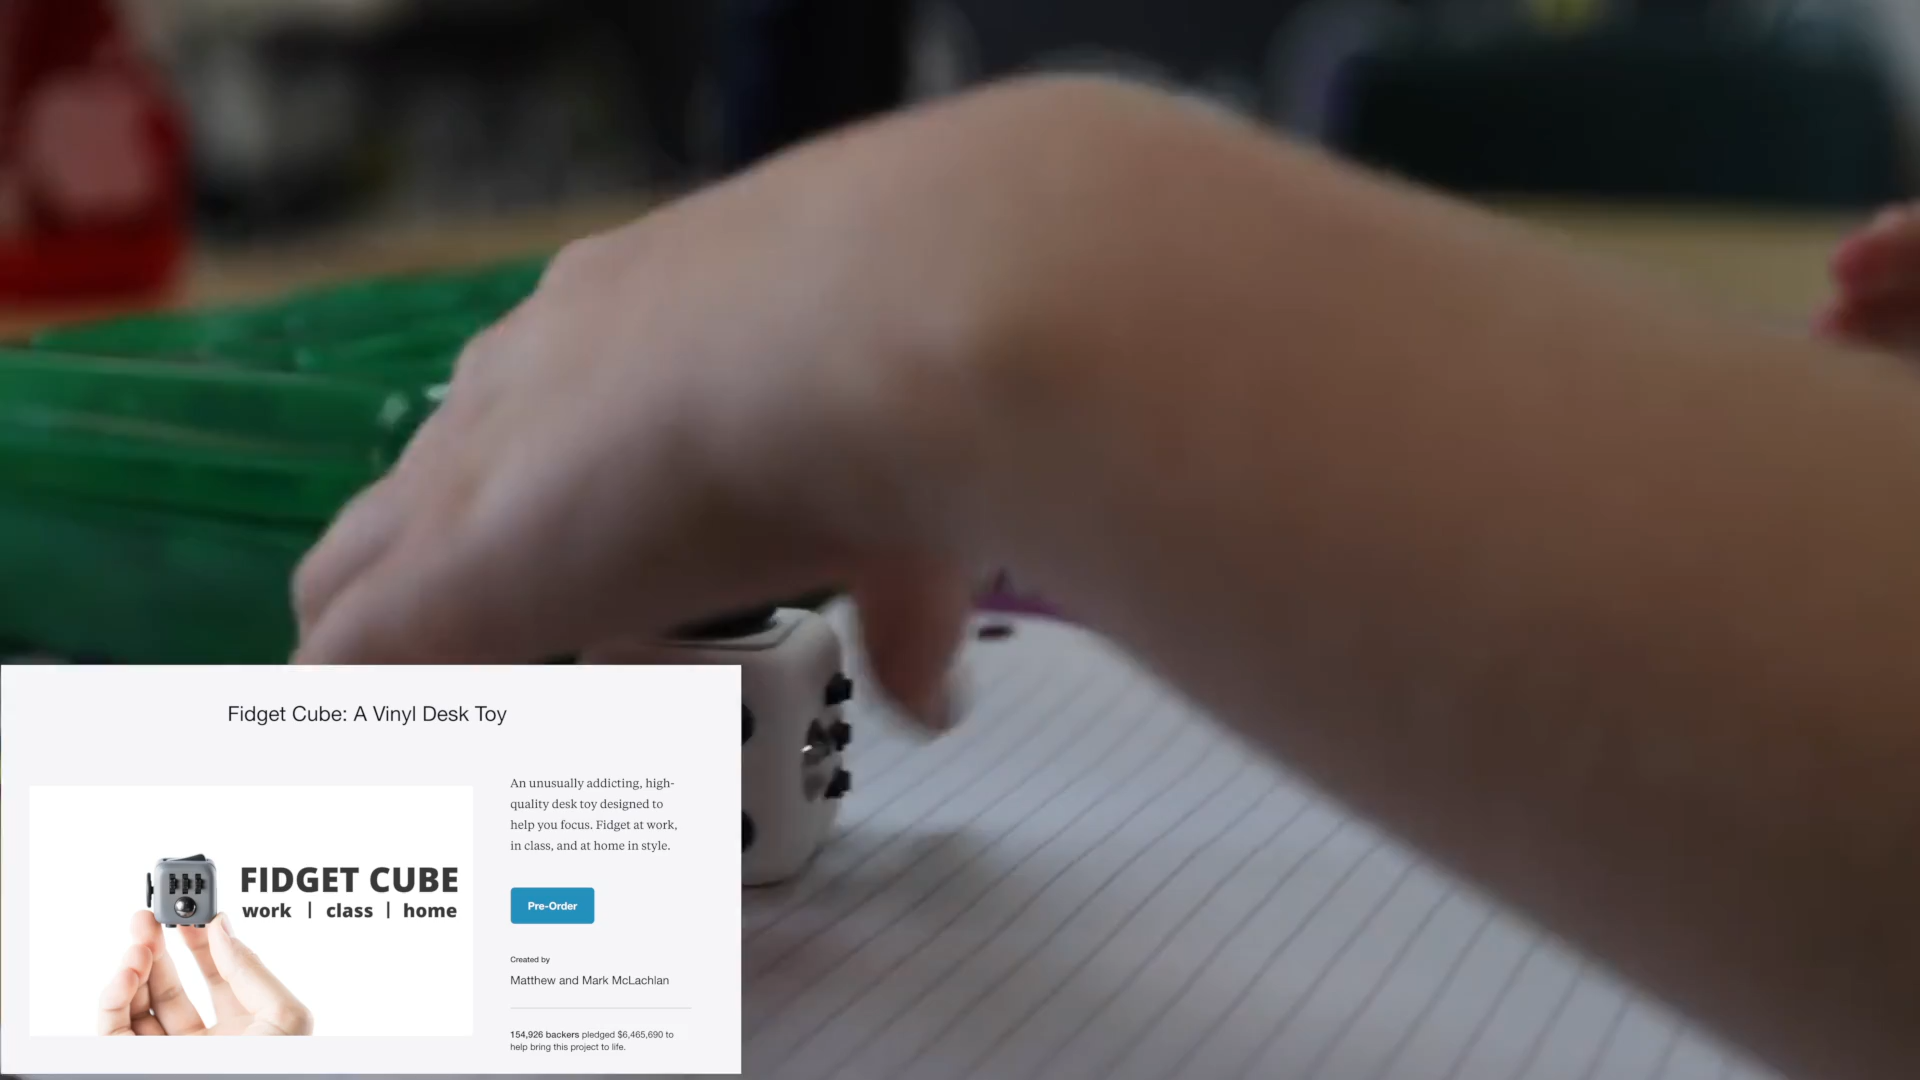 Fidget Cube: A Vinyl Desk Toy
An unusually addicting, high-
quality desk toy designed to
help you focus. Fidget at work,
in class, and at home in style.
FIDGET CUBE
work | class | home
Pre-Order
Created by
Matthew and Mark McLachlan
154,926 backers pledged $6,465,690 to
help bring this project to life.